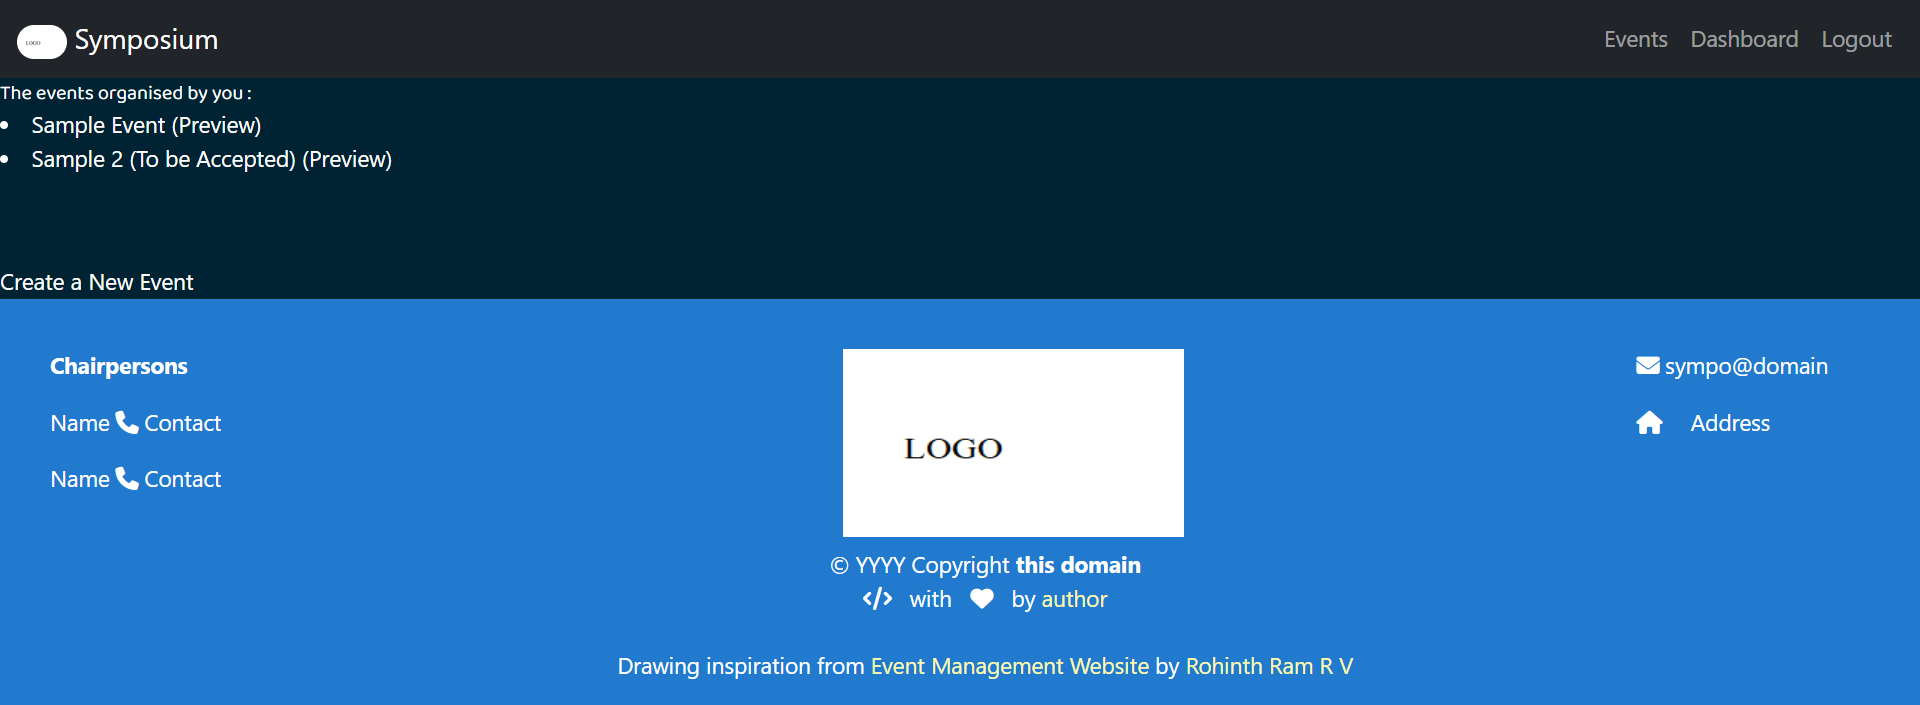 LOGO Symposium Events Dashboard Logout
The events organised by you :
• Sample Event (Preview)
• Sample 2 (To be Accepted) (Preview)
Create a New Event
Chairpersons
Name Contact
Name Contact
LOGO
sympo@domain
Address
© YYYY Copyright this domain
</> with by author
Drawing inspiration from Event Management Website by Rohinth Ram R V